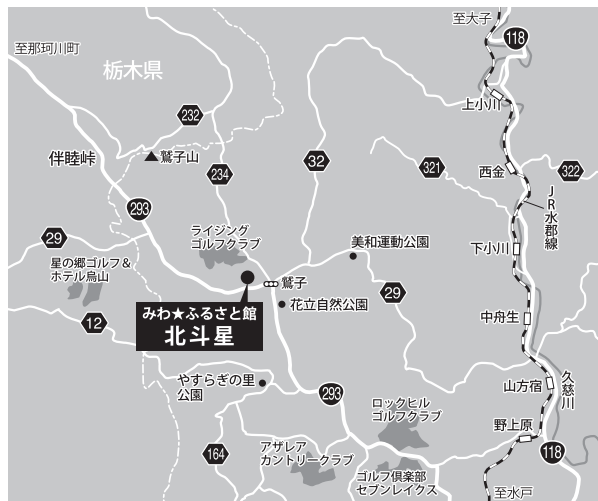 至大子
118
至那珂川町
栃木県
上小川
232
伴睦峠
鷲子山
234
32
321
西金
322
JR水郡線
293
29
ライジング
ゴルフクラブ
美和運動公園
下小川
星の郷ゴルフ&
ホテル烏山
鷲子
29
花立自然公園
みわ★ふるさと館
北斗星
12
中舟生
やすらぎの里
公園
293
山方宿
久慈川
ロックヒル
ゴルフクラブ
野上原
164
アザレア
カントリークラブ
118
ゴルフ倶楽部
セブンレイクス
至水戸